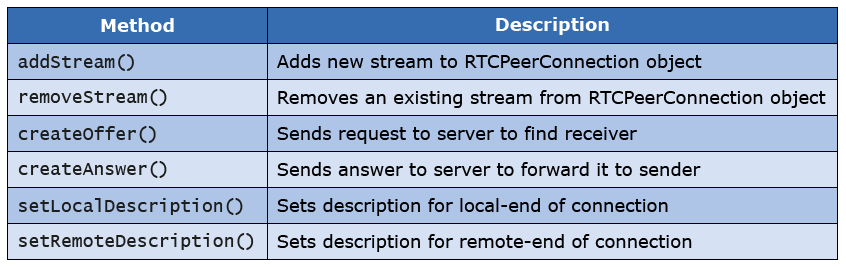 Method Description
addStream() Adds new stream to RTCPeerConnection object
removeStream() Removes an existing stream from RTCPeerConnection object
createOffer() Sends request to server to find receiver
createAnswer() Sends answer to server to forward it to sender
setLocalDescription() Sets description for local-end of connection
setRemoteDescription() Sets description for remote-end of connection